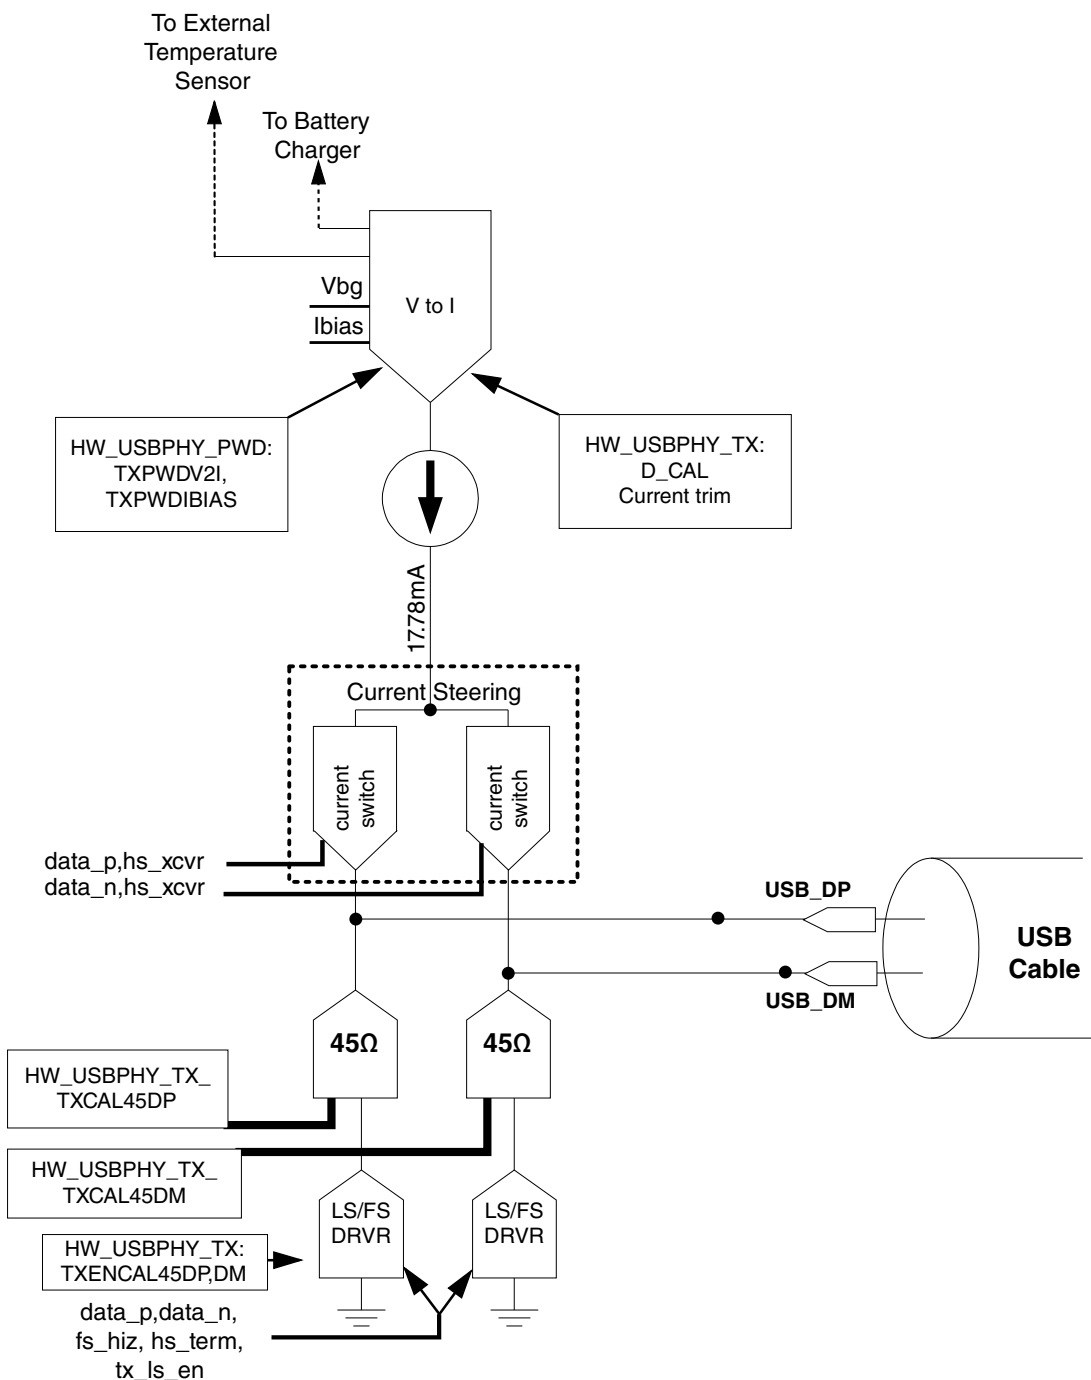 To External
Temperature
Sensor
To Battery
Charger
Vbg
Ibias
V to I
HW_USBPHY_PWD:
TXPWDV2I,
TXPWDIBIAS
HW_USBPHY_TX:
D_CAL
Current trim
17.78mA
Current Steering
current
switch
current
switch
data_p,hs_xcvr
data_n,hs_xcvr
USB_DP
USB_DM
USB
Cable
45Ω
45Ω
HW_USBPHY_TX_
TXCAL45DP
HW_USBPHY_TX_
TXCAL45DM
LS/FS
DRVR
LS/FS
DRVR
HW_USBPHY_TX:
TXENCAL45DP,DM
data_p,data_n,
fs_hiz, hs_term,
tx_ls_en